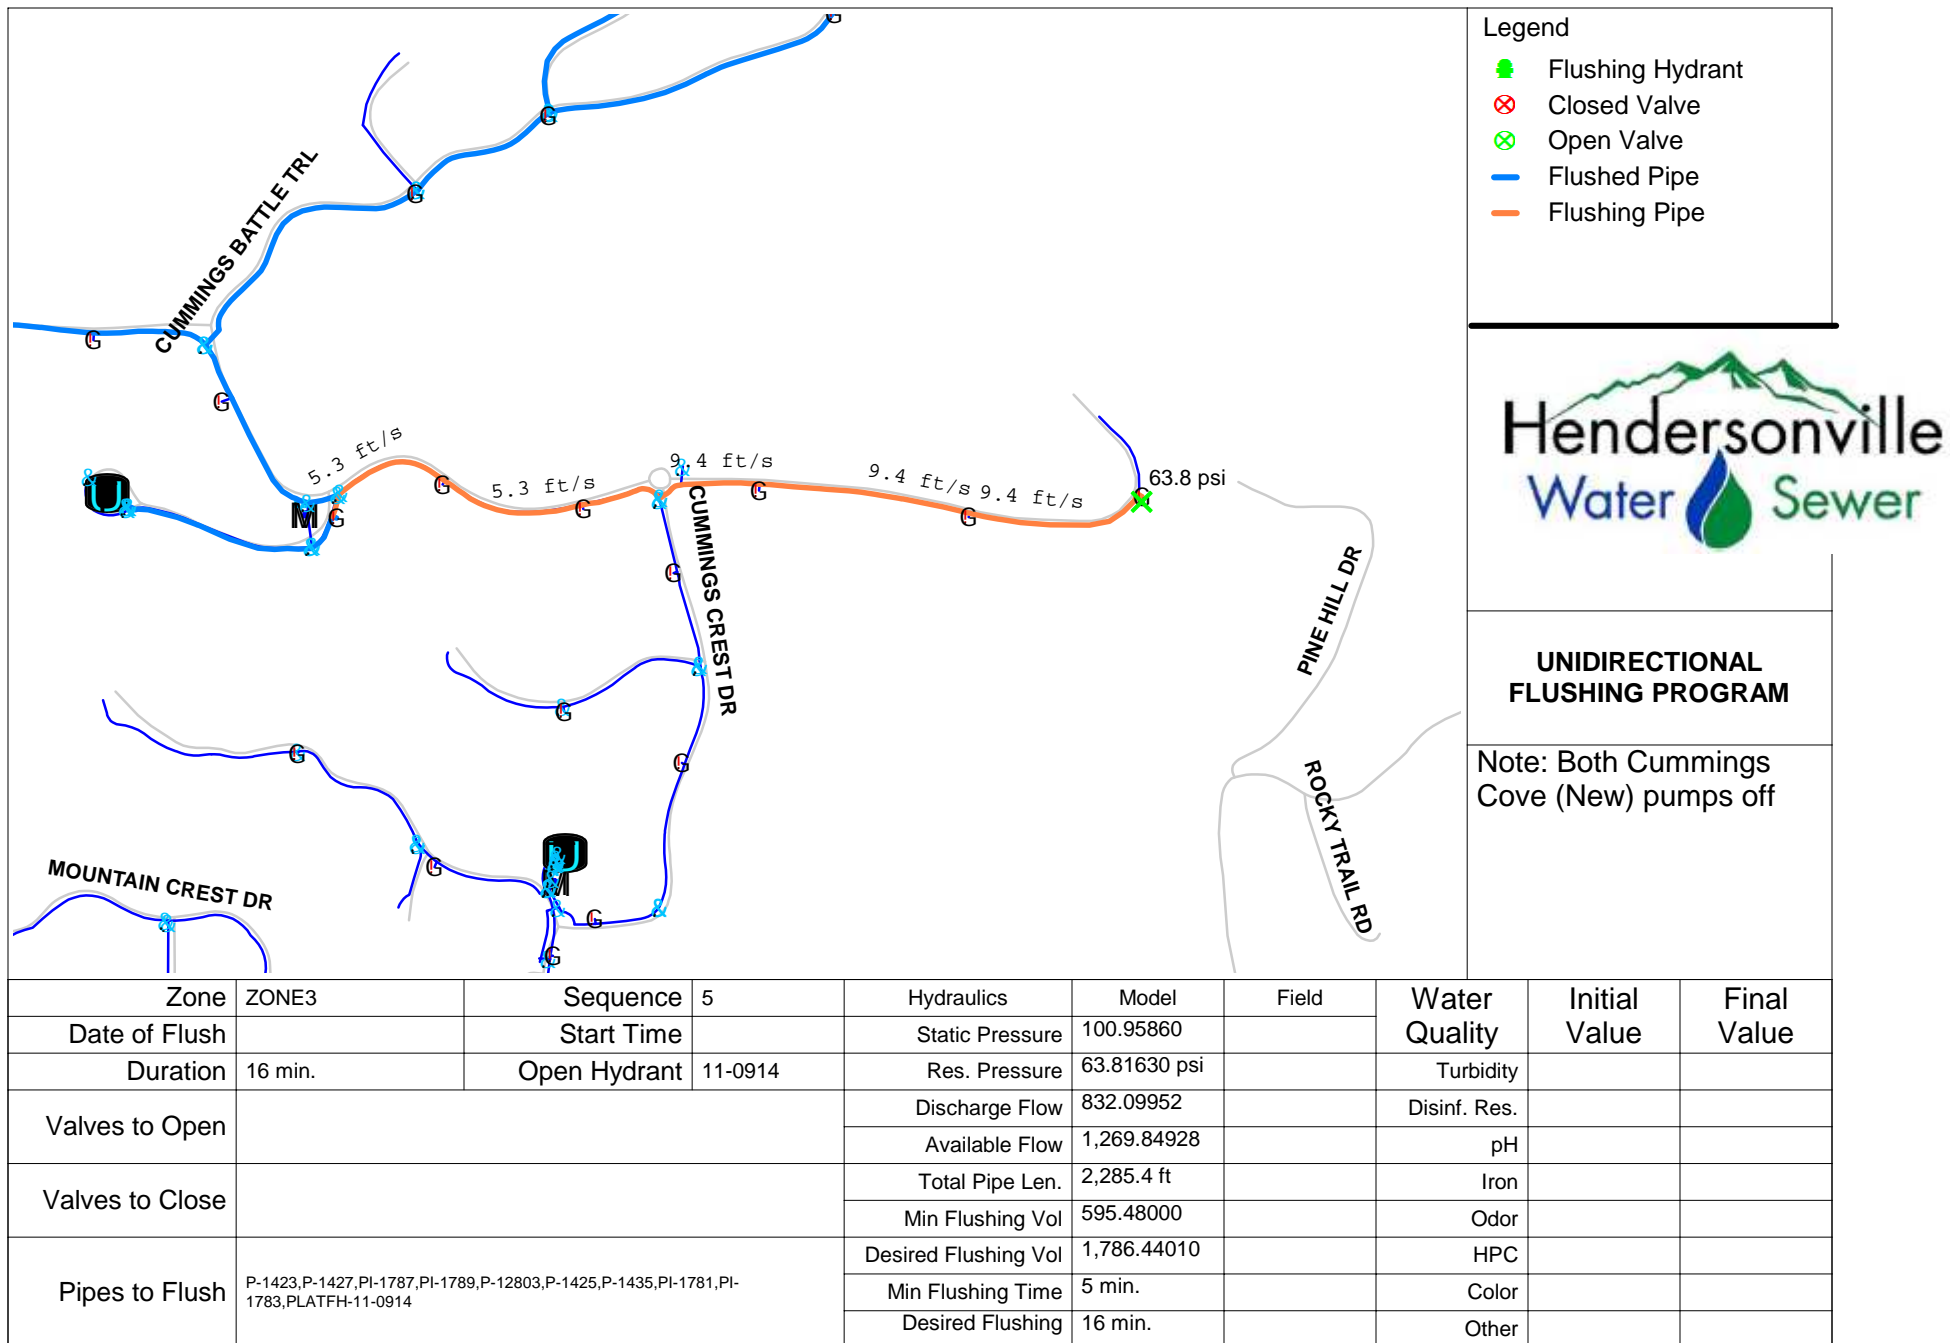 Legend
Flushing Hydrant
Closed Valve
Open Valve
Flushed Pipe
Flushing Pipe
CUMMINGS BATTLE TRL
5.3 ft/s
5.3 ft/s
9.4 ft/s
9.4 ft/s
9.4 ft/s
63.8 psi
CUMMINGS CREST DR
PINE HILL DR
ROCKY TRAIL RD
MOUNTAIN CREST DR
Hendersonville
Water Sewer
UNIDIRECTIONAL
FLUSHING PROGRAM
Note: Both Cummings
Cove (New) pumps off
Zone ZONE3 Sequence 5
Date of Flush Start Time
Duration 16 min. Open Hydrant 11-0914
Valves to Open
Valves to Close
Pipes to Flush
P-1423,P-1427,PI-1787,PI-1789,P-12803,P-1425,P-1435,PI-1781,PI-
1783,PLATFH-11-0914
Hydraulics Model Field
Static Pressure 100.95860
Res. Pressure 63.81630 psi
Discharge Flow 832.09952
Available Flow 1,269.84928
Total Pipe Len. 2,285.4 ft
Min Flushing Vol 595.48000
Desired Flushing Vol 1,786.44010
Min Flushing Time 5 min.
Desired Flushing 16 min.
Water Quality Initial Value Final Value
Turbidity
Disinf. Res.
pH
Iron
Odor
HPC
Color
Other